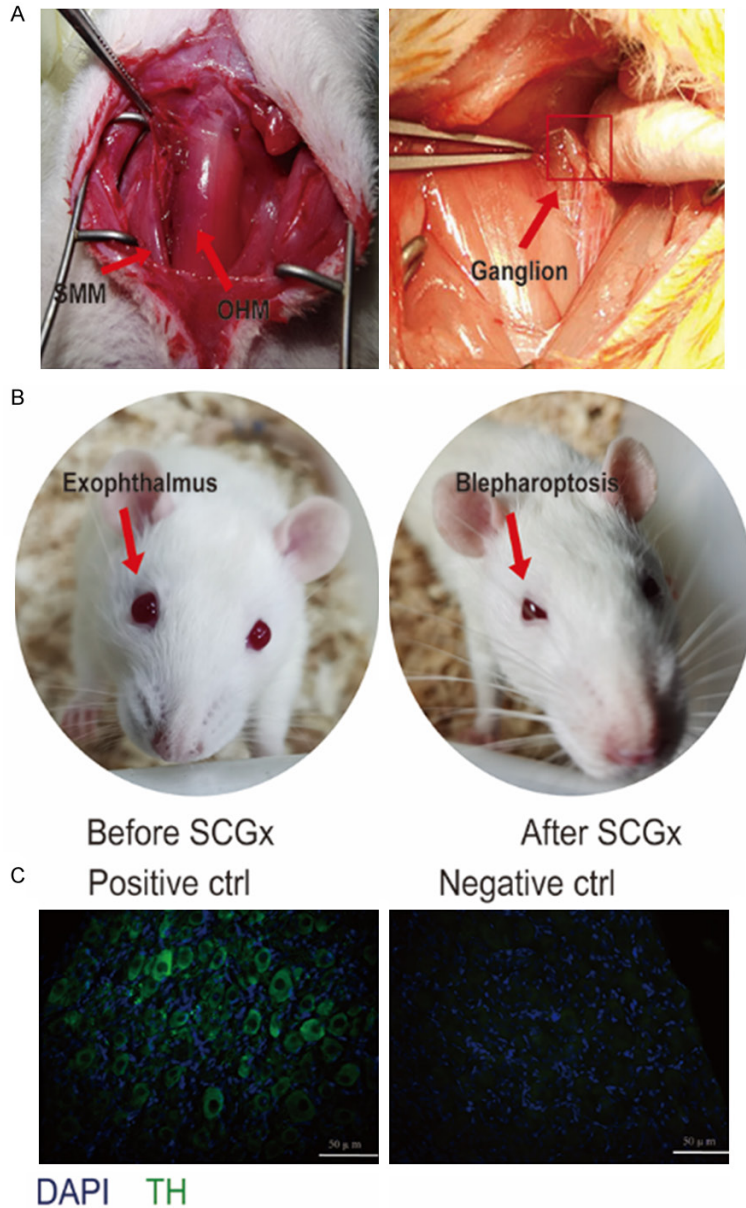 A
SMM
OHM
Ganglion
B
Exophthalmus
Blepharoptosis
Before SCGx
After SCGx
C
Positive ctrl
Negative ctrl
50 μm
50 μm
DAPI TH